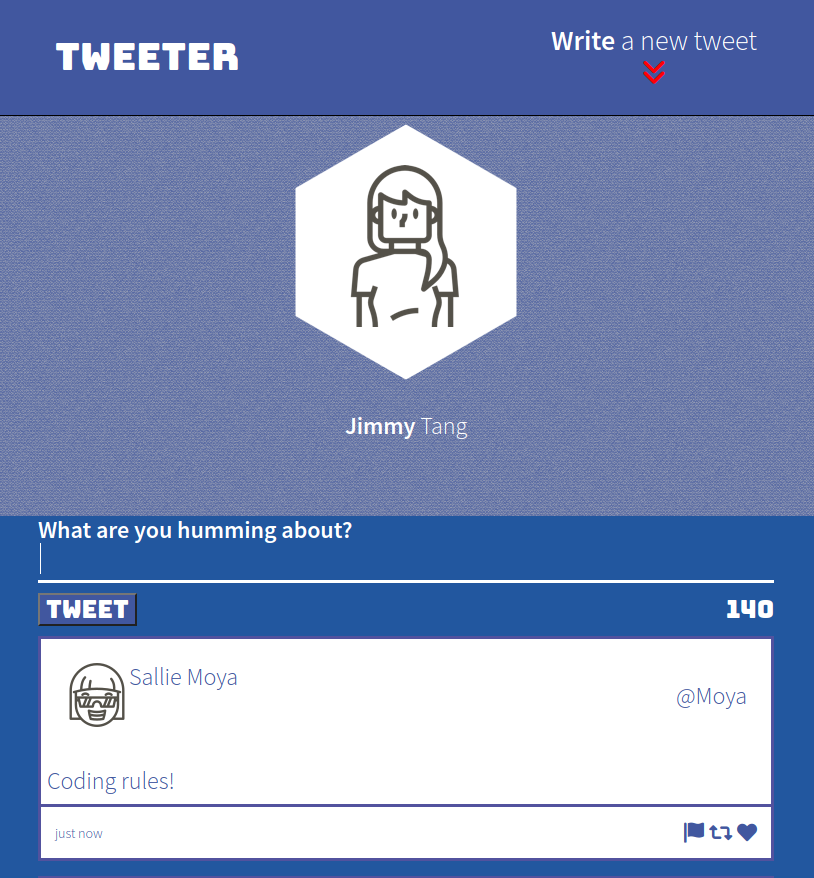 TWEETER
Write a new tweet
Jimmy Tang
What are you humming about?
TWEET
140
Sallie Moya
@Moya
Coding rules!
just now